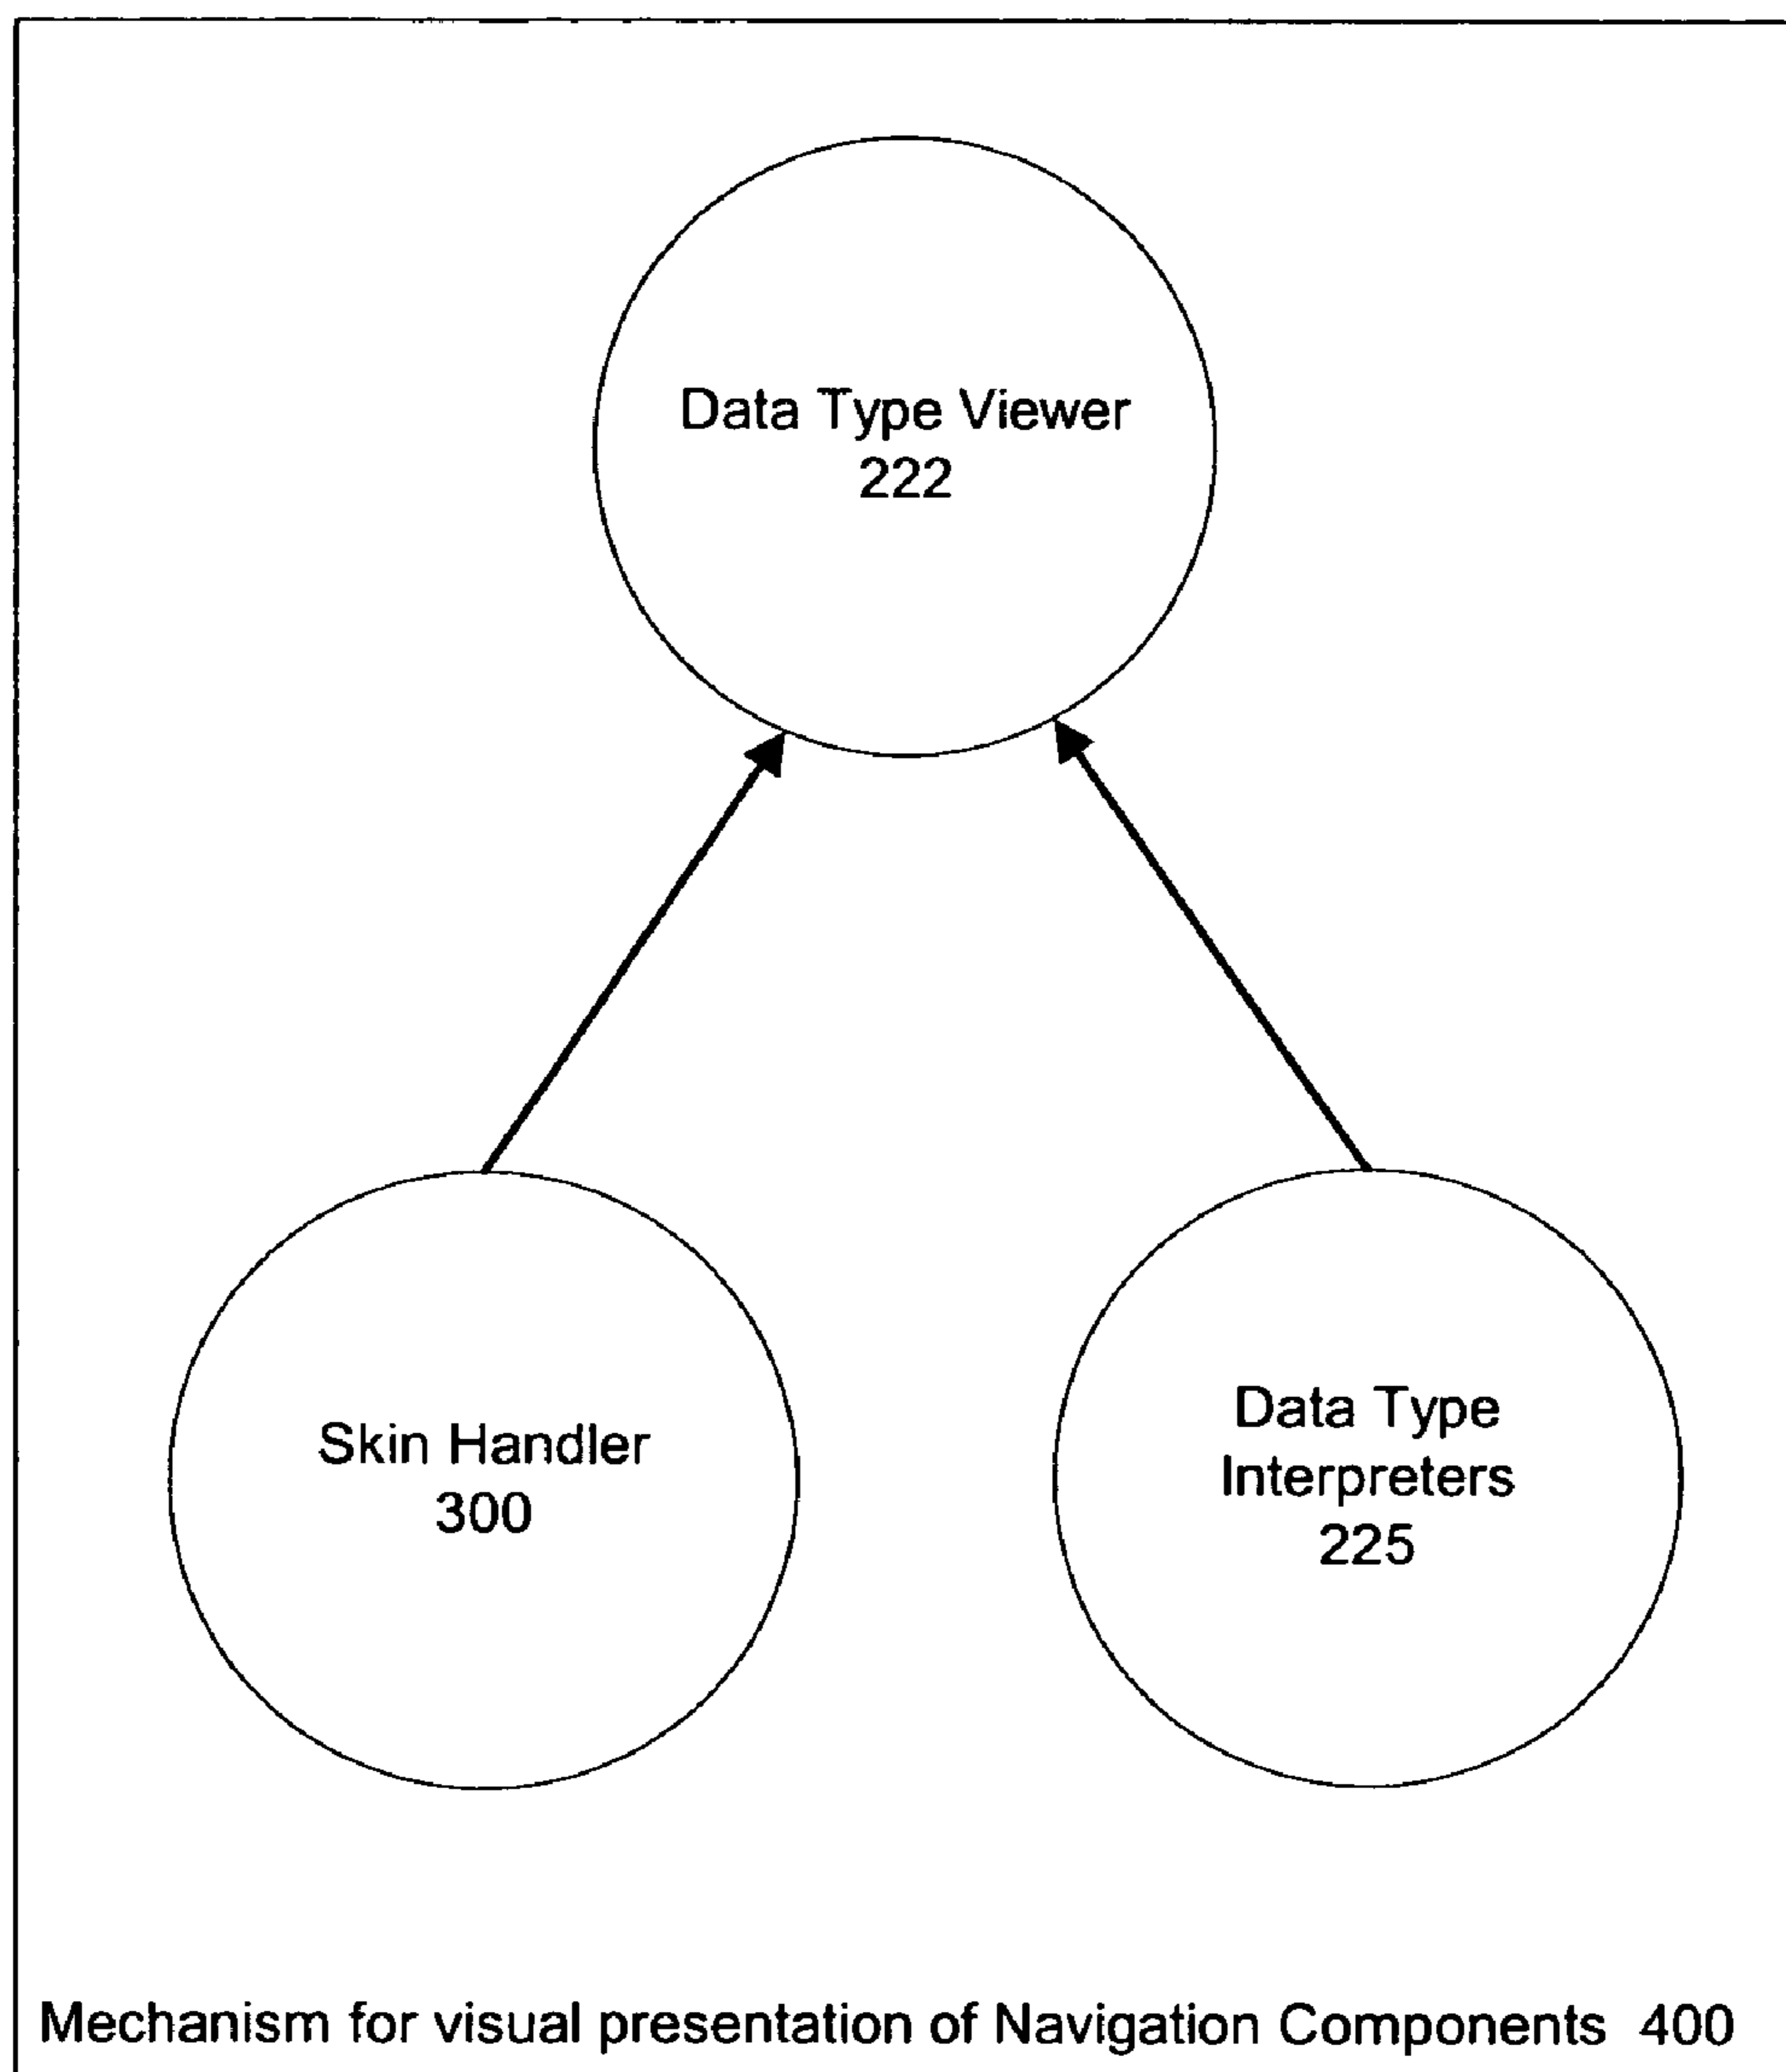 Data Type Viewer
222
Skin Handler
300
Data Type
Interpreters
225
Mechanism for visual presentation of Navigation Components 400